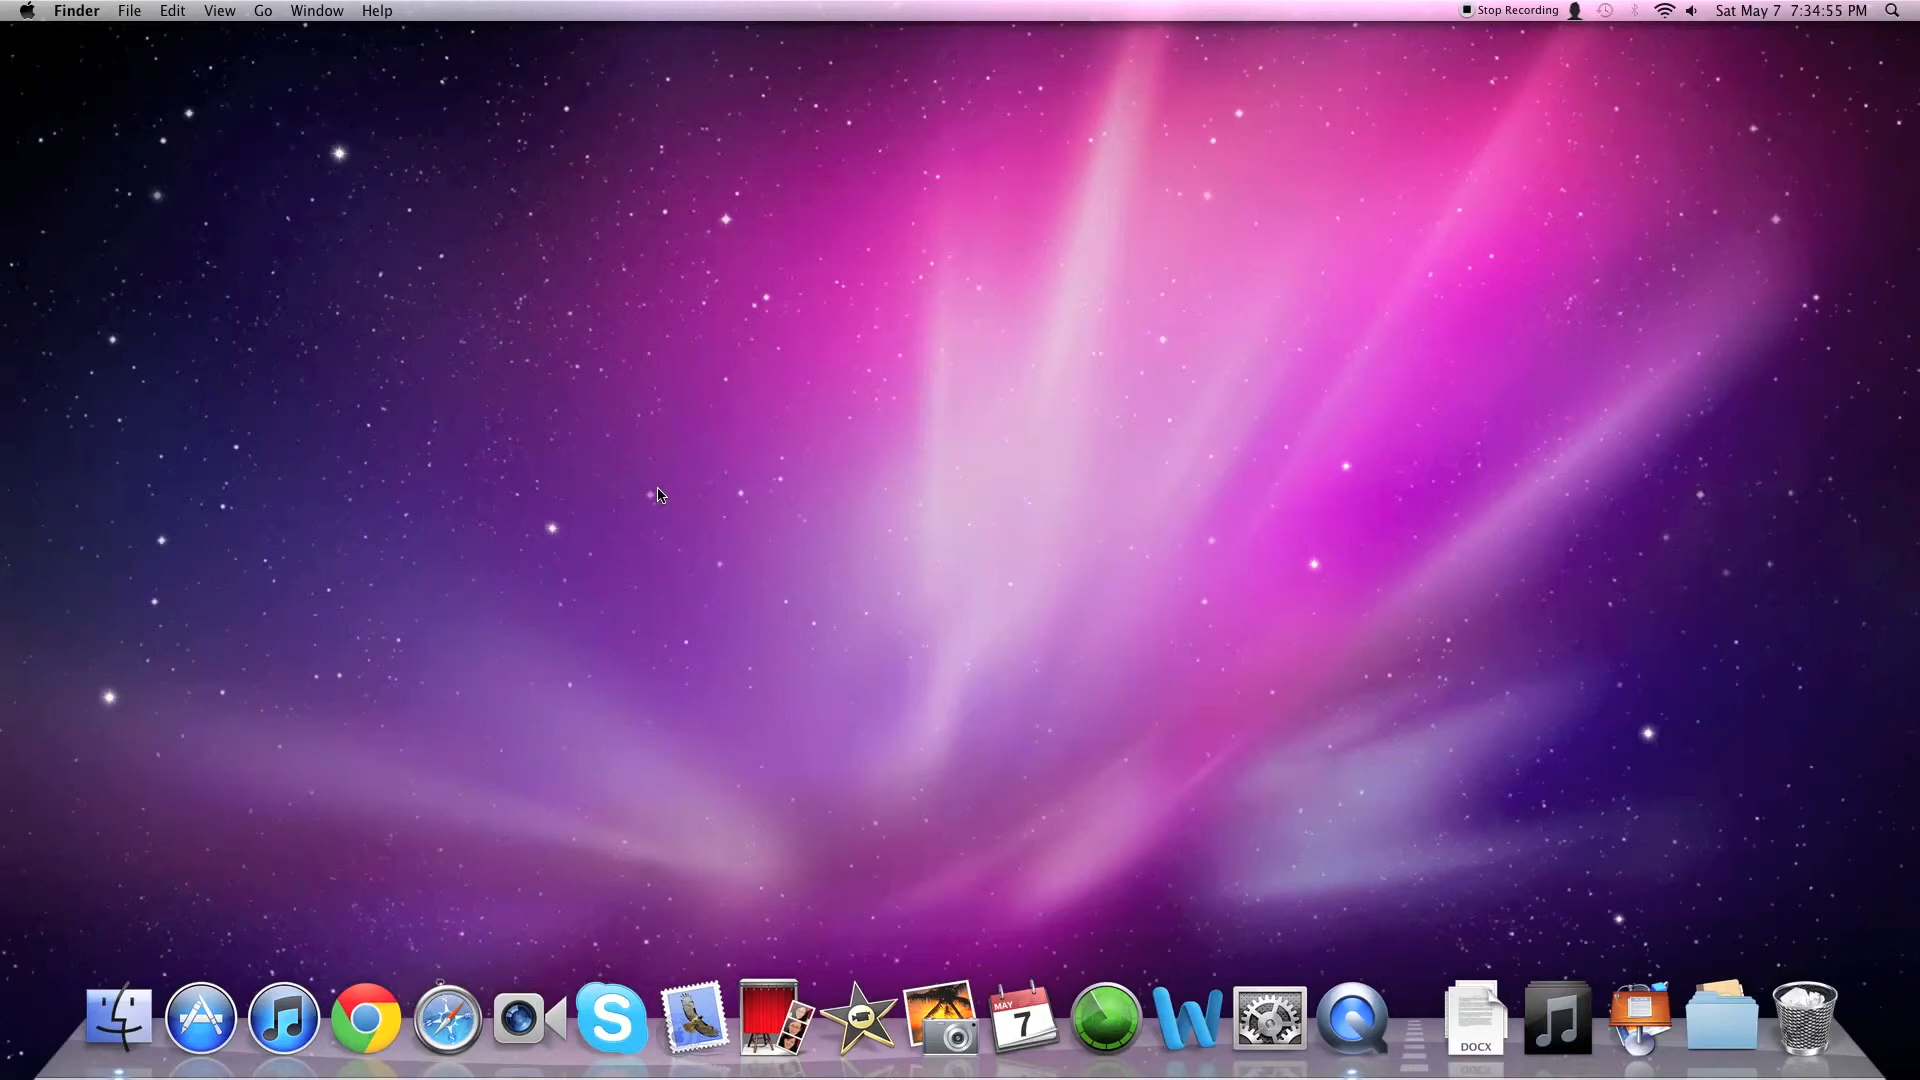 Finder File Edit View Go Window Help Stop Recording Sat May 7 7:34:55 PM
MAY
7
DOCX